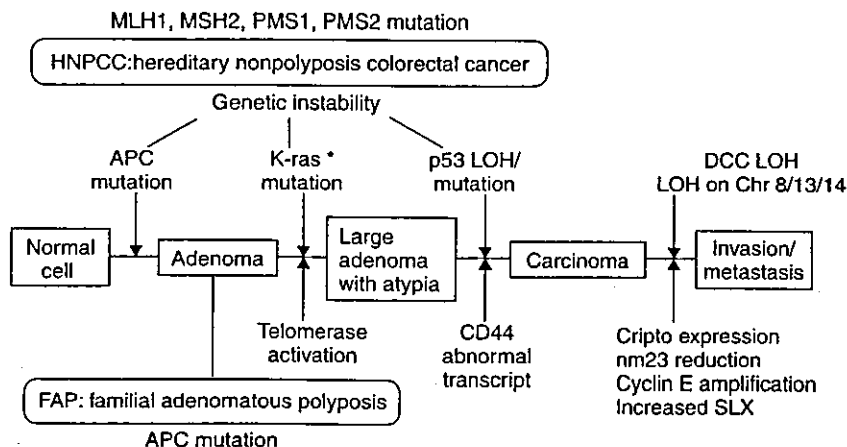 MLH1, MSH2, PMS1, PMS2 mutation
HNPCC:hereditary nonpolyposis colorectal cancer
Genetic instability
APC
mutation
K-ras *
mutation
p53 LOH/
mutation
DCC LOH
LOH on Chr 8/13/14
Normal
cell
Adenoma
Large
adenoma
with atypia
Carcinoma
Invasion/
metastasis
Telomerase
activation
CD44
abnormal
transcript
Cripto expression
nm23 reduction
Cyclin E amplification
Increased SLX
FAP: familial adenomatous polyposis
APC mutation